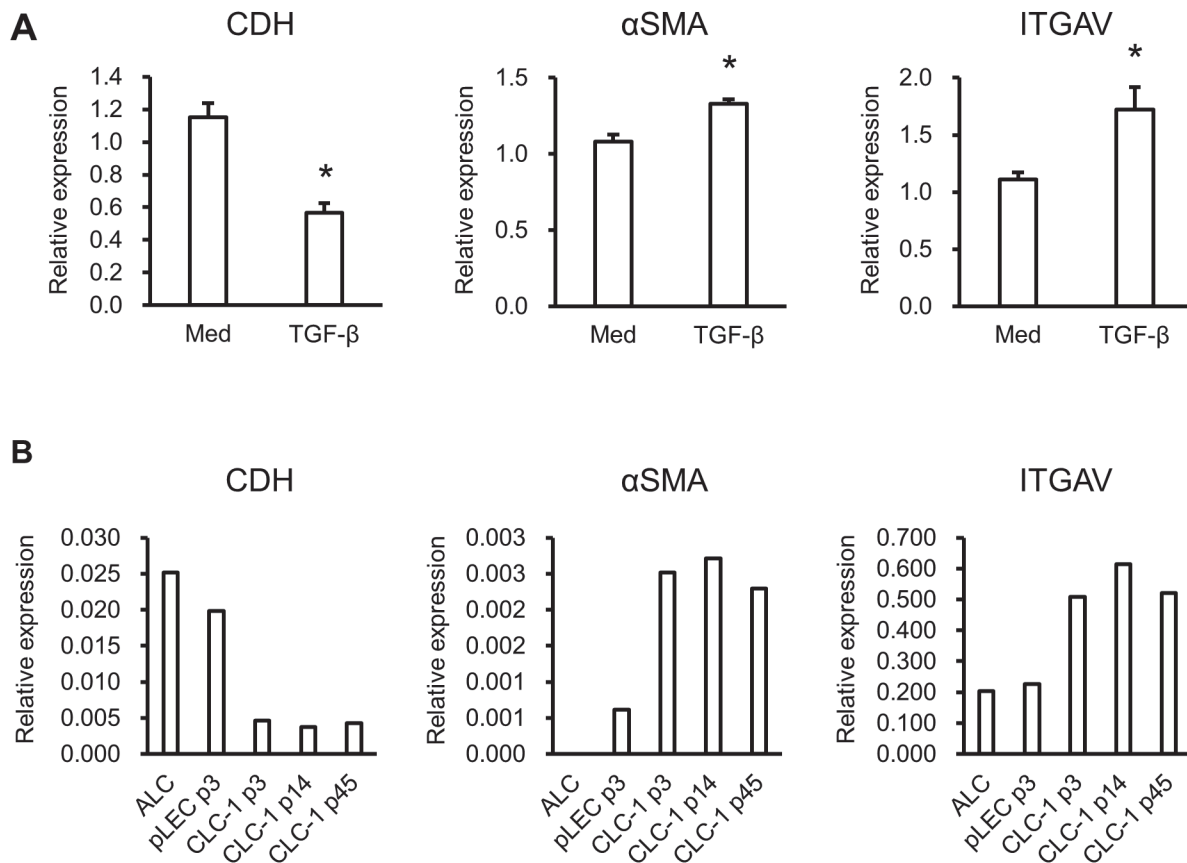 A
CDH
αSMA
ITGAV
Relative expression
1.4
1.2
1.0
0.8
0.6
0.4
0.2
0.0
*
Med
TGF-β
Relative expression
1.5
1.0
0.5
0.0
*
Med
TGF-β
Relative expression
2.0
1.5
1.0
0.5
0.0
*
Med
TGF-β
B
CDH
αSMA
ITGAV
Relative expression
0.030
0.025
0.020
0.015
0.010
0.005
0.000
ALC
pLEC p3
CLC-1 p3
CLC-1 p14
CLC-1 p45
Relative expression
0.003
0.003
0.002
0.002
0.001
0.001
0.000
ALC
pLEC p3
CLC-1 p3
CLC-1 p14
CLC-1 p45
Relative expression
0.700
0.600
0.500
0.400
0.300
0.200
0.100
0.000
ALC
pLEC p3
CLC-1 p3
CLC-1 p14
CLC-1 p45